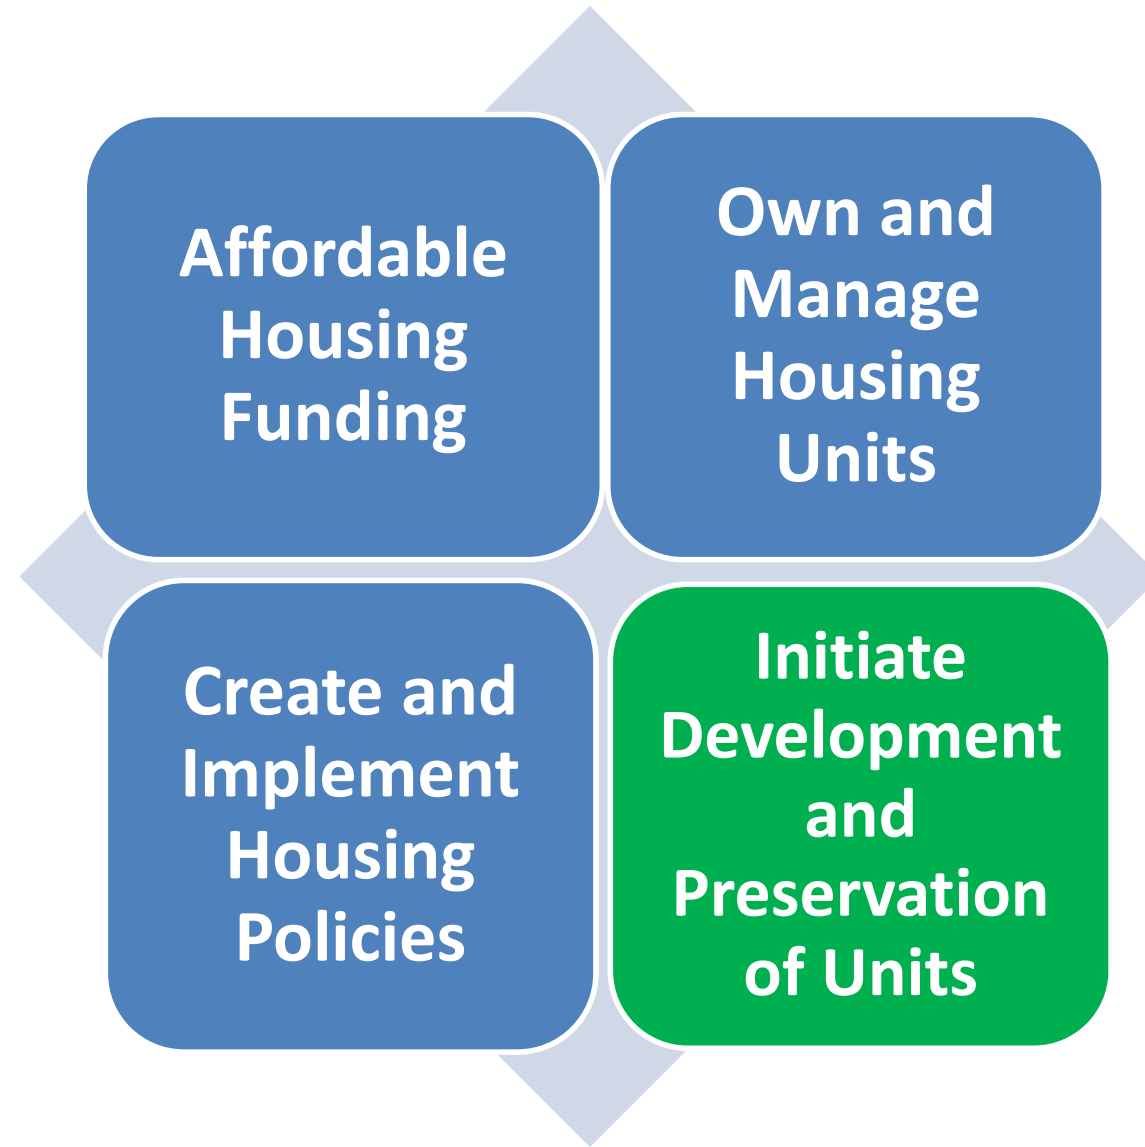 Affordable
Housing
Funding
Own and
Manage
Housing
Units
Create and
Implement
Housing
Policies
Initiate
Development
and
Preservation
of Units